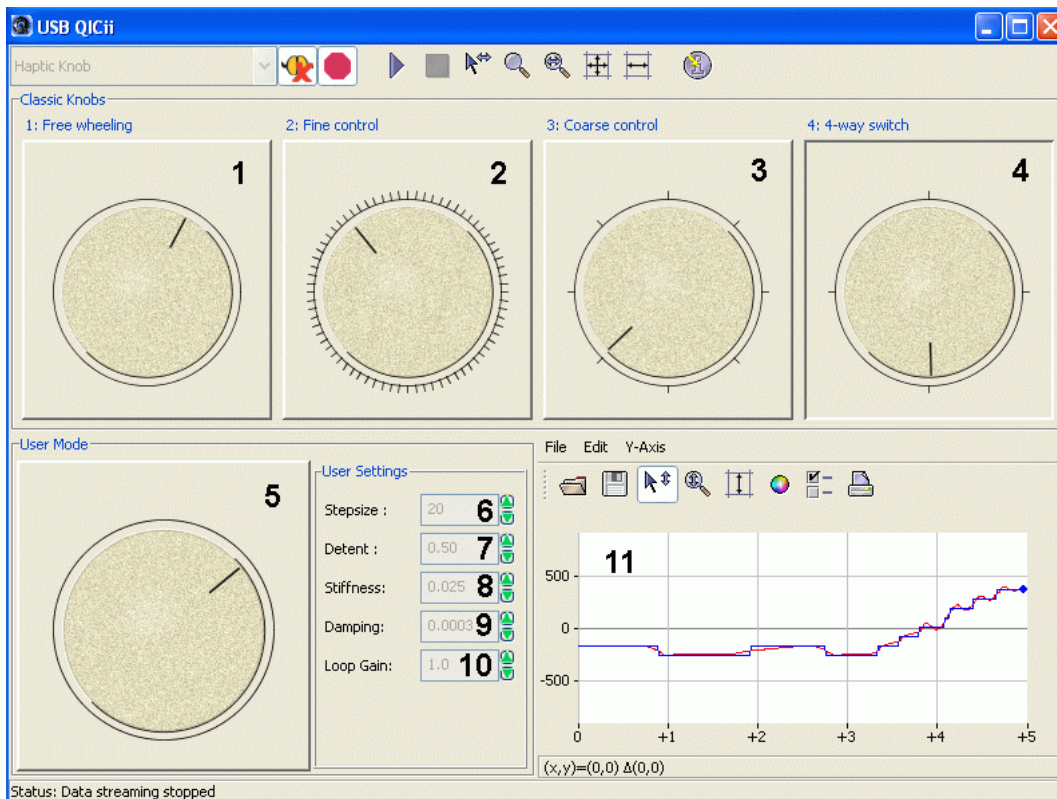 USB QICii
Haptic Knob
Classic Knobs
1: Free wheeling
2: Fine control
3: Coarse control
4: 4-way switch
1
2
3
4
User Mode
5
User Settings
Stepsize : 20 6
Detent : 0.50 7
Stiffness: 0.025 8
Damping: 0.0003 9
Loop Gain: 1.0 10
File Edit Y-Axis
11
500
0
-500
0 +1 +2 +3 +4 +5
(x,y)=(0,0) Δ(0,0)
Status: Data streaming stopped